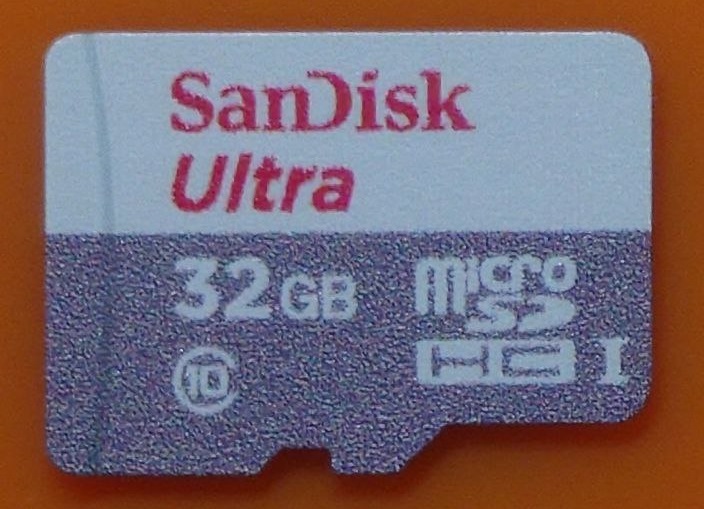 SanDisk
Ultra
32GB
micro
SD
HC I
10